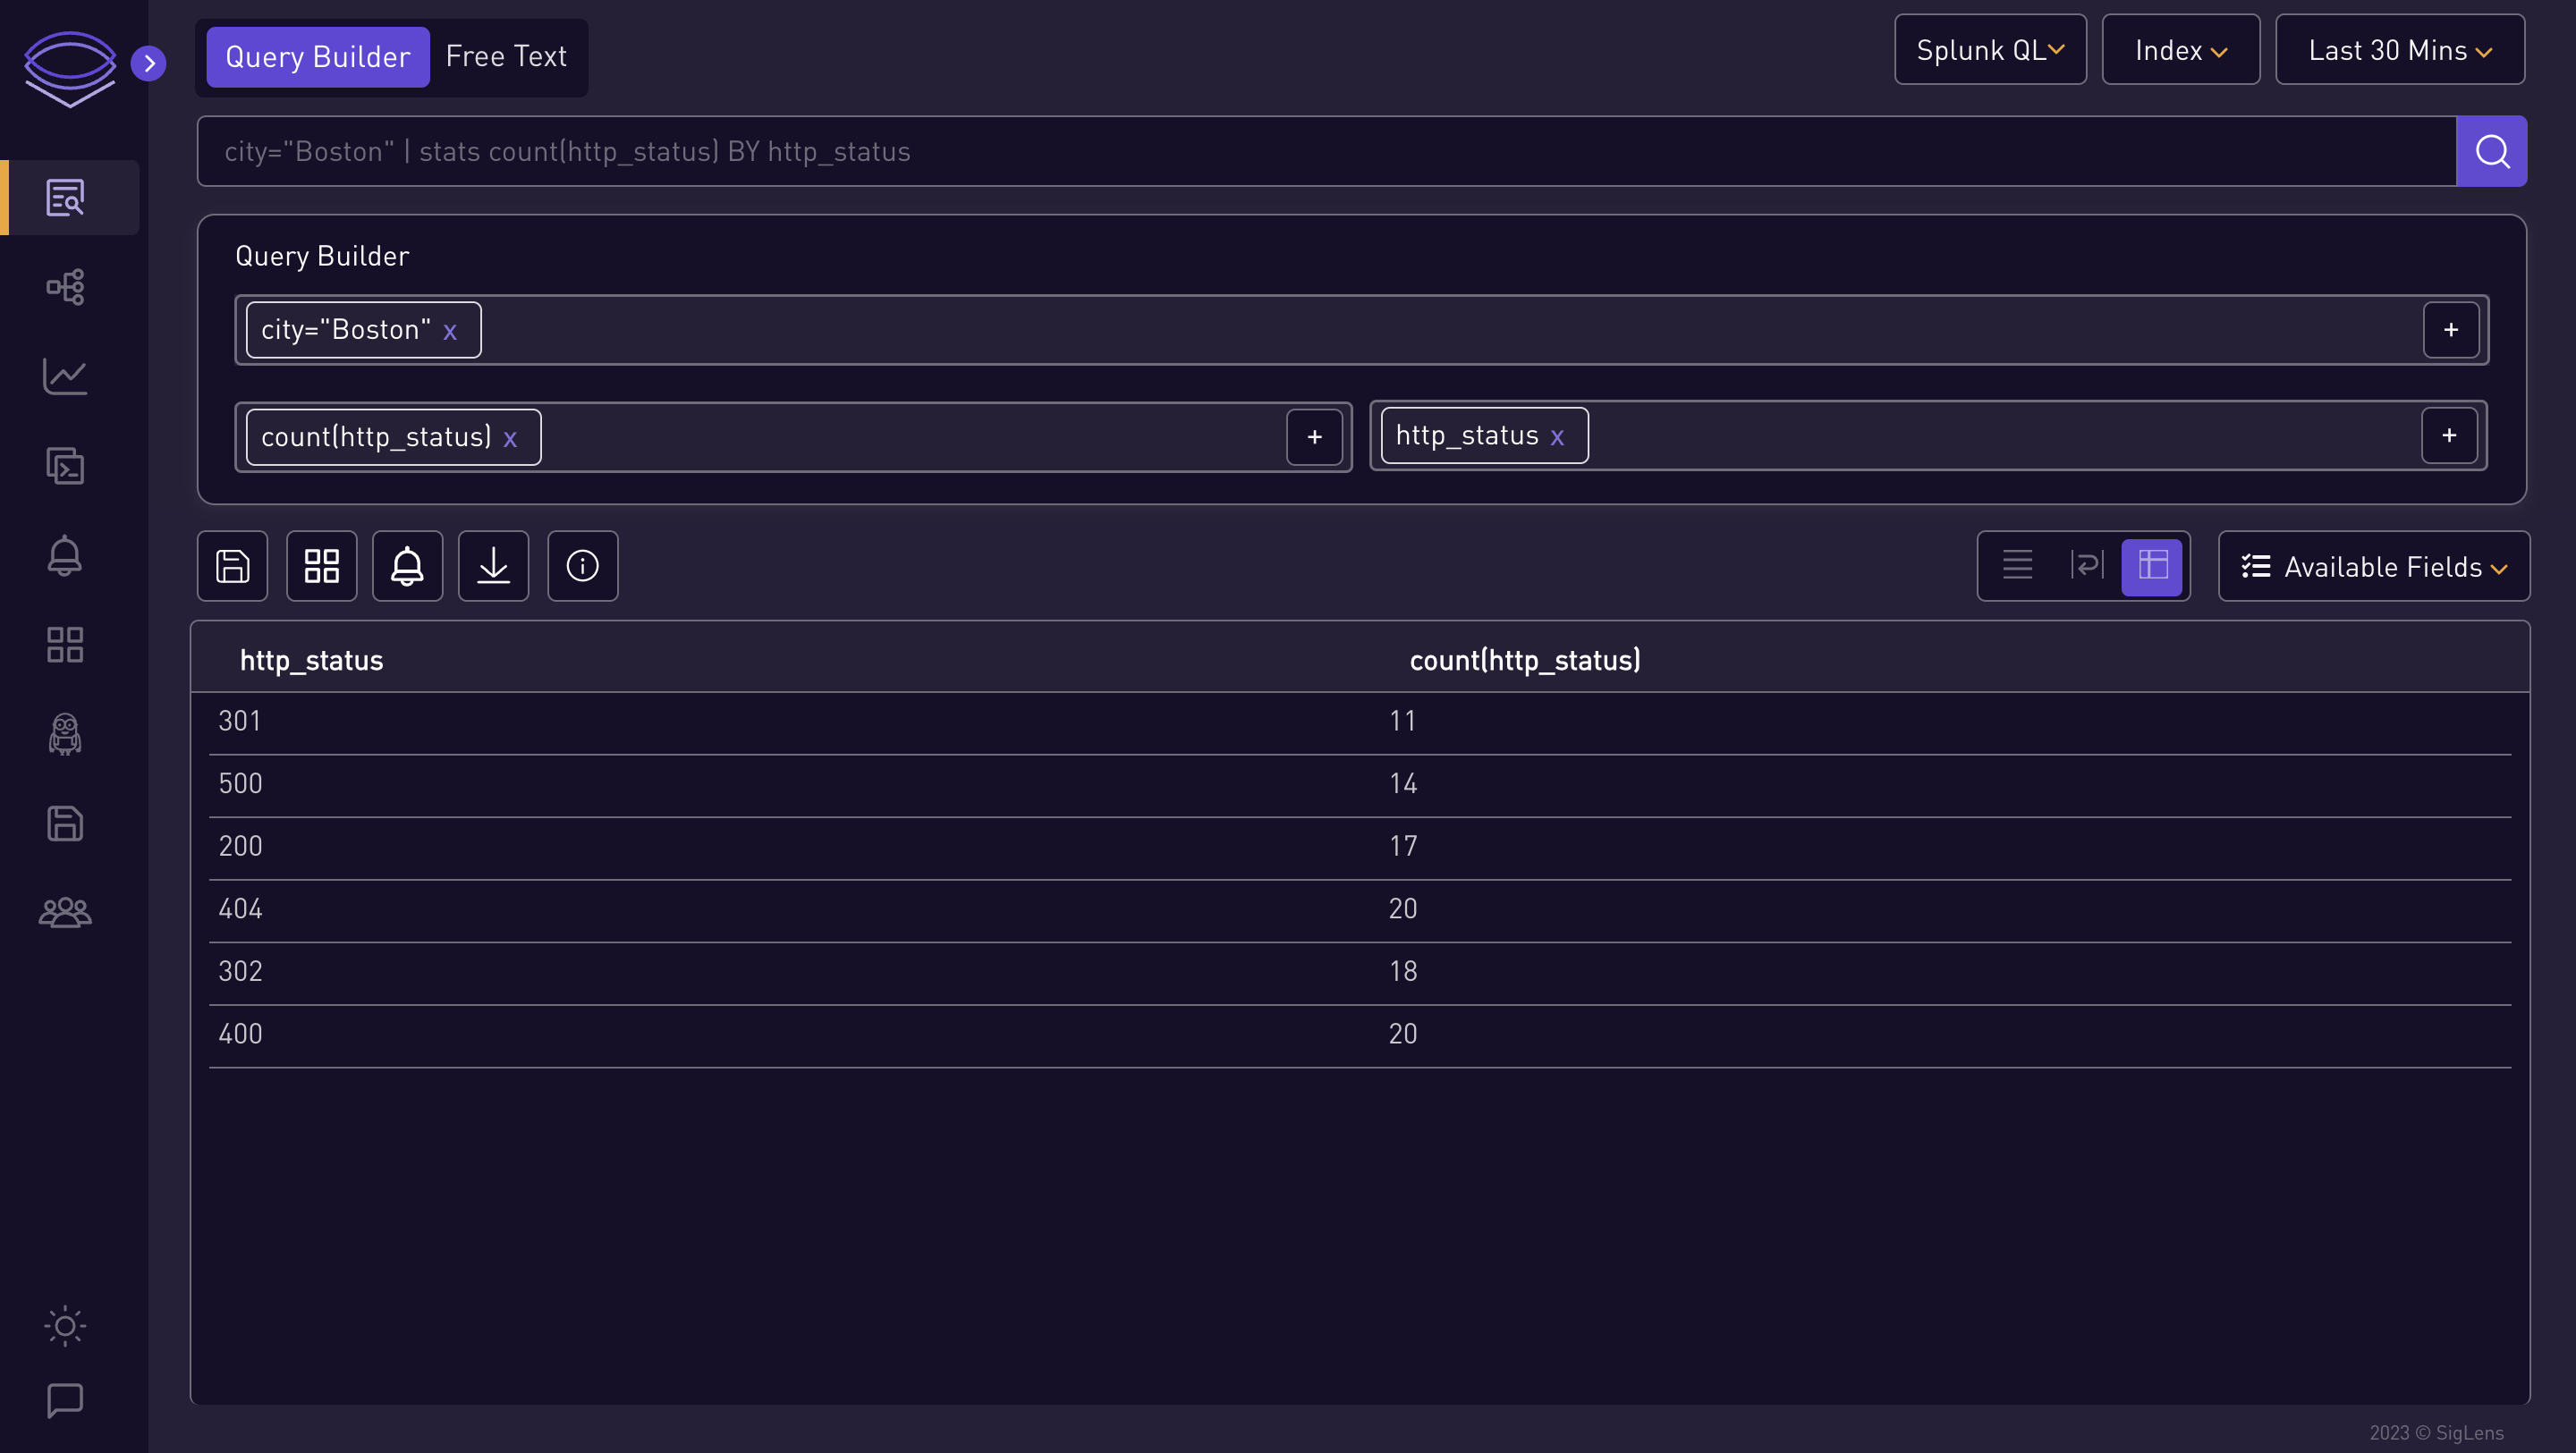 Query Builder Free Text Splunk QL Index Last 30 Mins
city="Boston" | stats count(http_status) BY http_status
Query Builder
city="Boston" x +
count(http_status) x + http_status x +
Available Fields
http_status count(http_status)
301 11
500 14
200 17
404 20
302 18
400 20
2023 © SigLens